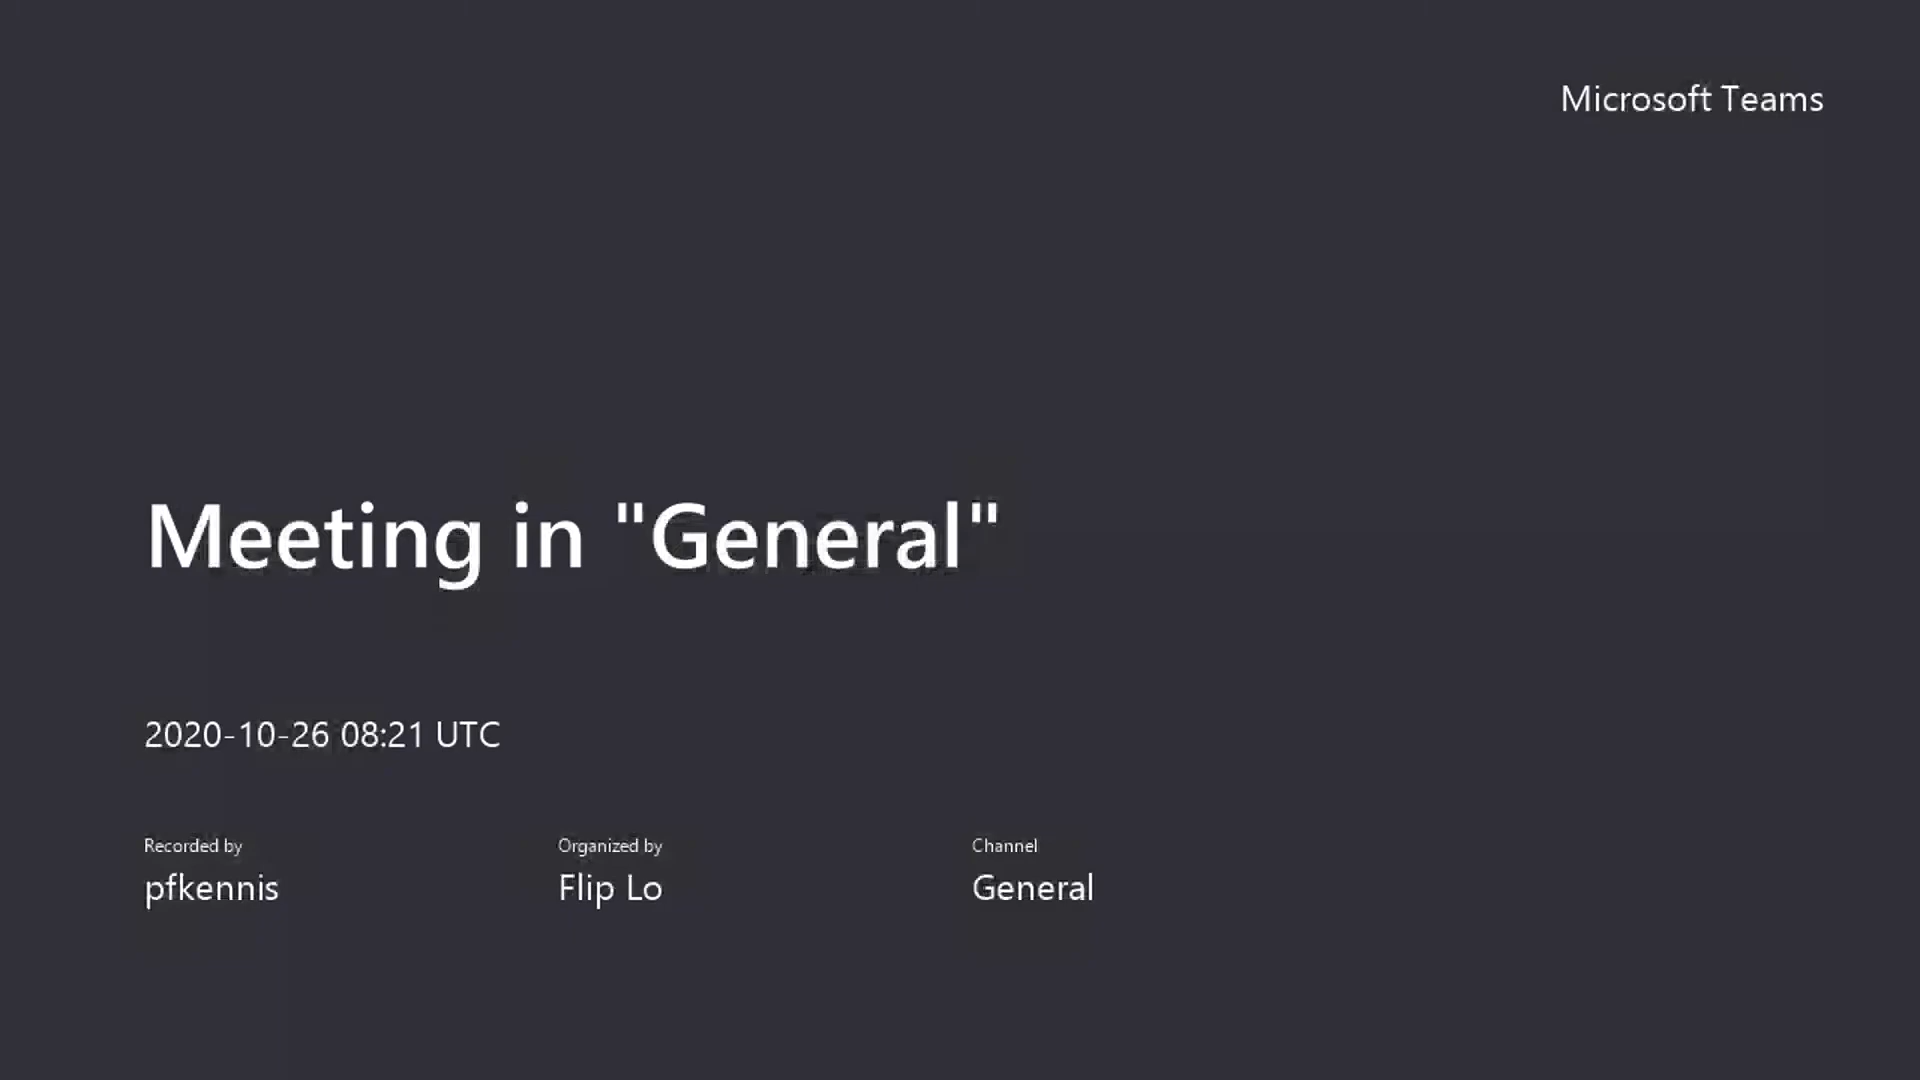 Microsoft Teams
Meeting in "General"
2020-10-26 08:21 UTC
Recorded by
pfkennis
Organized by
Flip Lo
Channel
General